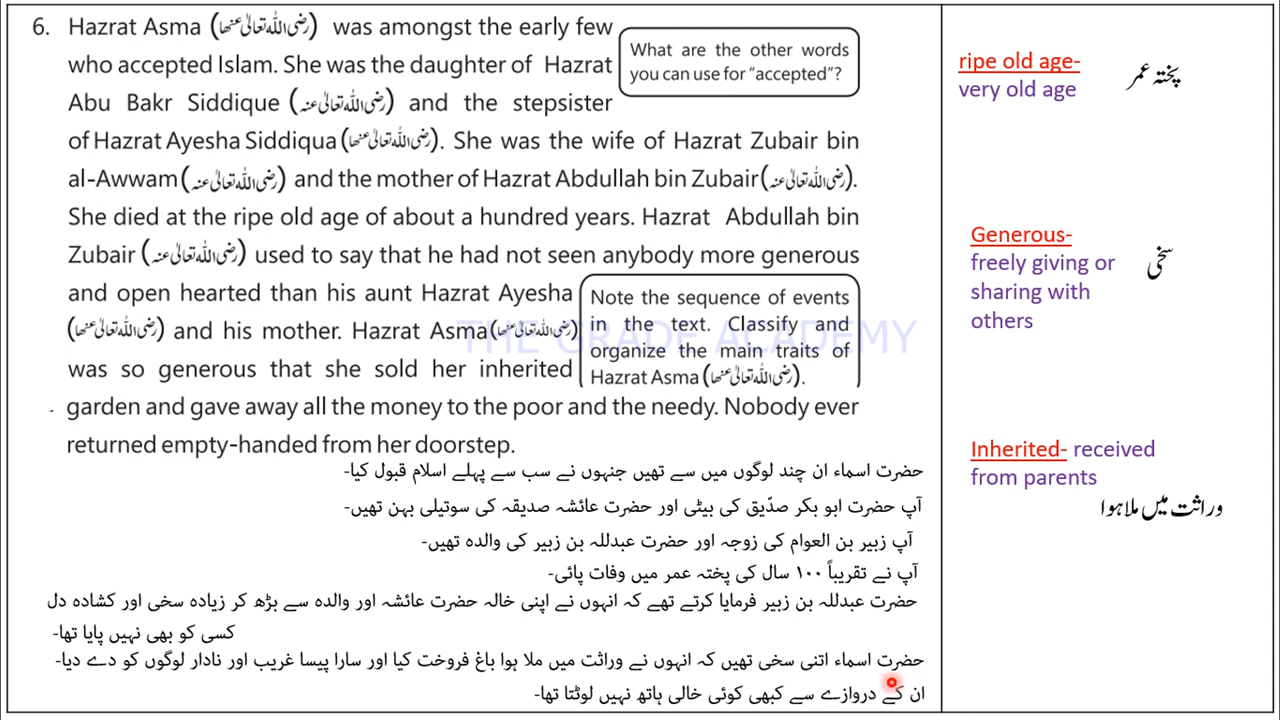 6. Hazrat Asma (رضی اللہ تعالیٰ عنھا) was amongst the early few
who accepted Islam. She was the daughter of Hazrat
Abu Bakr Siddique (رضی اللہ تعالیٰ عنہ) and the stepsister
What are the other words
you can use for "accepted"?
of Hazrat Ayesha Siddiqua (رضی اللہ تعالیٰ عنھا). She was the wife of Hazrat Zubair bin
al-Awwam (رضی اللہ تعالیٰ عنہ) and the mother of Hazrat Abdullah bin Zubair (رضی اللہ تعالیٰ عنہ).
She died at the ripe old age of about a hundred years. Hazrat Abdullah bin
Zubair (رضی اللہ تعالیٰ عنہ) used to say that he had not seen anybody more generous
and open hearted than his aunt Hazrat Ayesha
(رضی اللہ تعالیٰ عنھا) and his mother. Hazrat Asma (رضی اللہ تعالیٰ عنھا)
was so generous that she sold her inherited
Note the sequence of events
in the text. Classify and
organize the main traits of
Hazrat Asma (رضی اللہ تعالیٰ عنھا).
garden and gave away all the money to the poor and the needy. Nobody ever
returned empty-handed from her doorstep.
THE GRADE ACADEMY
حضرت اسماء ان چند لوگوں میں سے تھیں جنہوں نے سب سے پہلے اسلام قبول کیا-
آپ حضرت ابو بکر صدّیق کی بیٹی اور حضرت عائشہ صدیقہ کی سوتیلی بہن تھیں-
آپ زبیر بن العوام کی زوجہ اور حضرت عبدللہ بن زبیر کی والدہ تھیں-
آپ نے تقریباً ۱۰۰ سال کی پختہ عمر میں وفات پائی-
حضرت عبدللہ بن زبیر فرمایا کرتے تھے کہ انہوں نے اپنی خالہ حضرت عائشہ اور والدہ سے بڑھ کر زیادہ سخی اور کشادہ دل
کسی کو بھی نہیں پایا تھا-
حضرت اسماء اتنی سخی تھیں کہ انہوں نے وراثت میں ملا ہوا باغ فروخت کیا اور سارا پیسا غریب اور نادار لوگوں کو دے دیا-
ان کے دروازے سے کبھی کوئی خالی ہاتھ نہیں لوٹتا تھا-
ripe old age-
very old age
پختہ عمر
Generous-
freely giving or
sharing with
others
سخی
Inherited- received
from parents
وراثت میں ملا ہوا